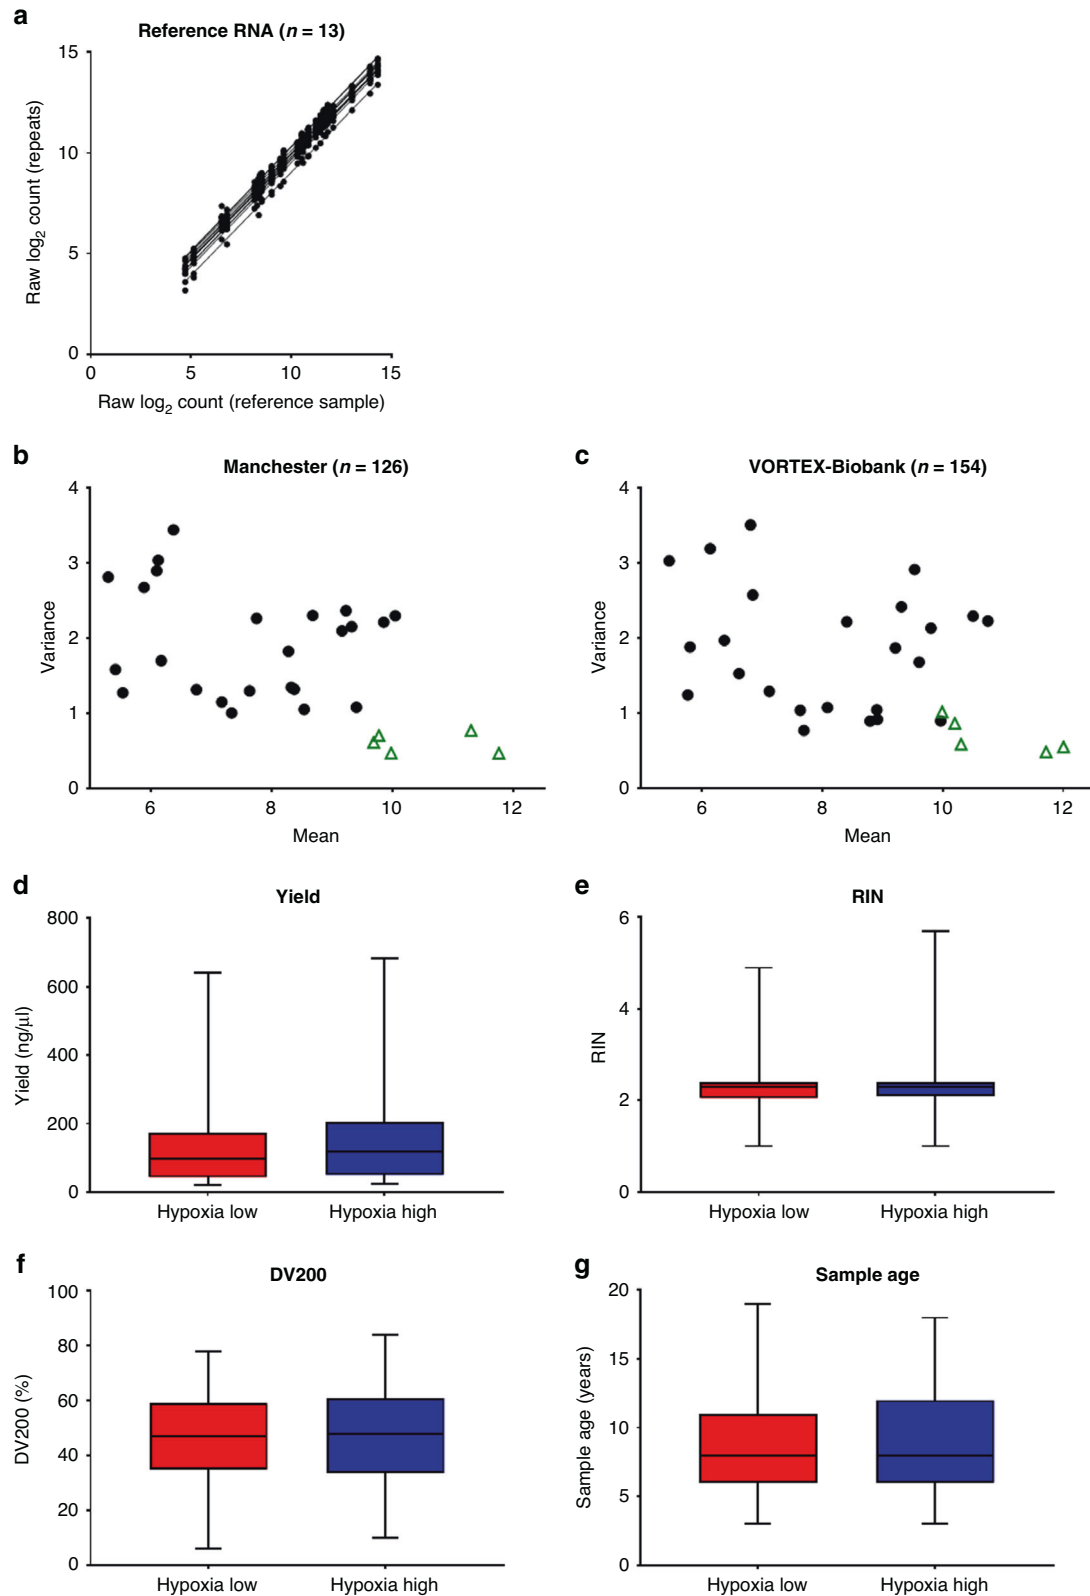 a
Reference RNA (n = 13)
15
10
5
0
Raw log2 count (repeats)
0 5 10 15
Raw log2 count (reference sample)
b
Manchester (n = 126)
4
3
2
1
0
Variance
6 8 10 12
Mean
c
VORTEX-Biobank (n = 154)
4
3
2
1
0
Variance
6 8 10 12
Mean
d
Yield
800
600
400
200
0
Yield (ng/μl)
Hypoxia low Hypoxia high
e
RIN
6
4
2
0
RIN
Hypoxia low Hypoxia high
f
DV200
100
80
60
40
20
0
DV200 (%)
Hypoxia low Hypoxia high
g
Sample age
20
15
10
5
0
Sample age (years)
Hypoxia low Hypoxia high